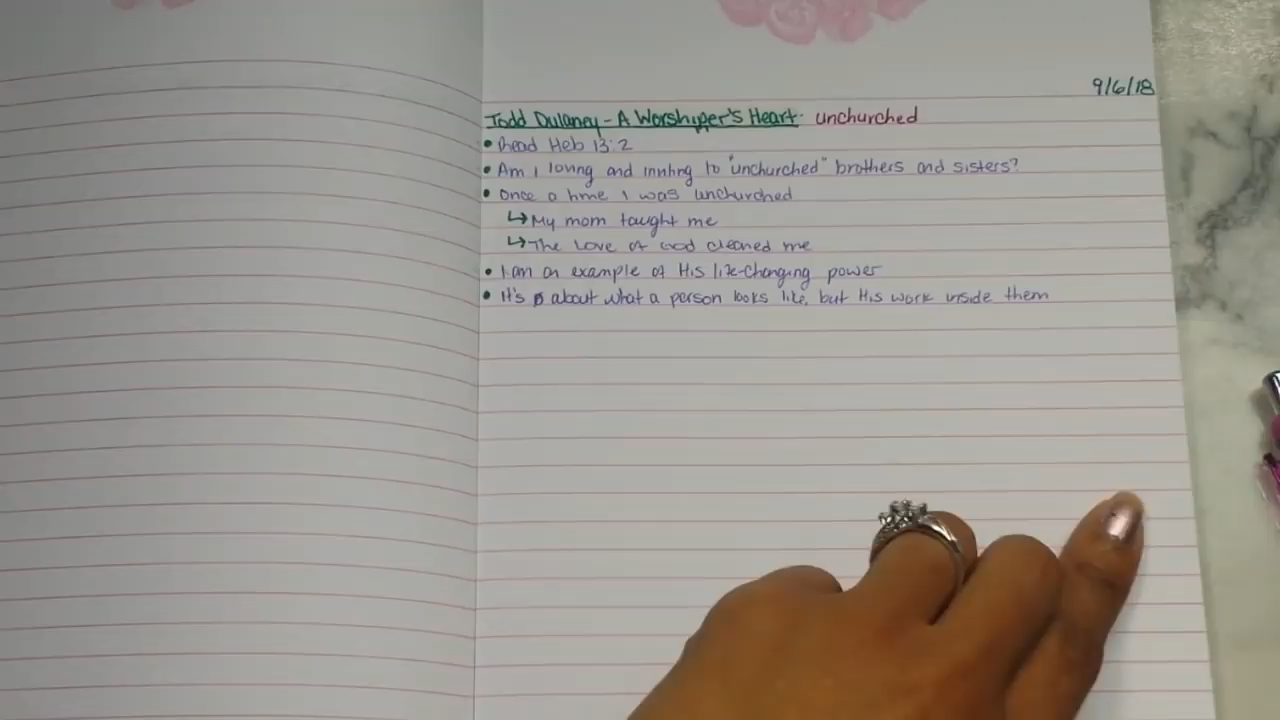 9/6/18
Todd Dulaney - A Worshipper's Heart: unchurched
• Read Heb 13:2
• Am I loving and inviting to "unchurched" brothers and sisters?
• Once a time I was unchurched
↳ My mom taught me
↳ The love of God cleaned me
• I am an example of His life-changing power
• It's about what a person looks like, but His work inside them